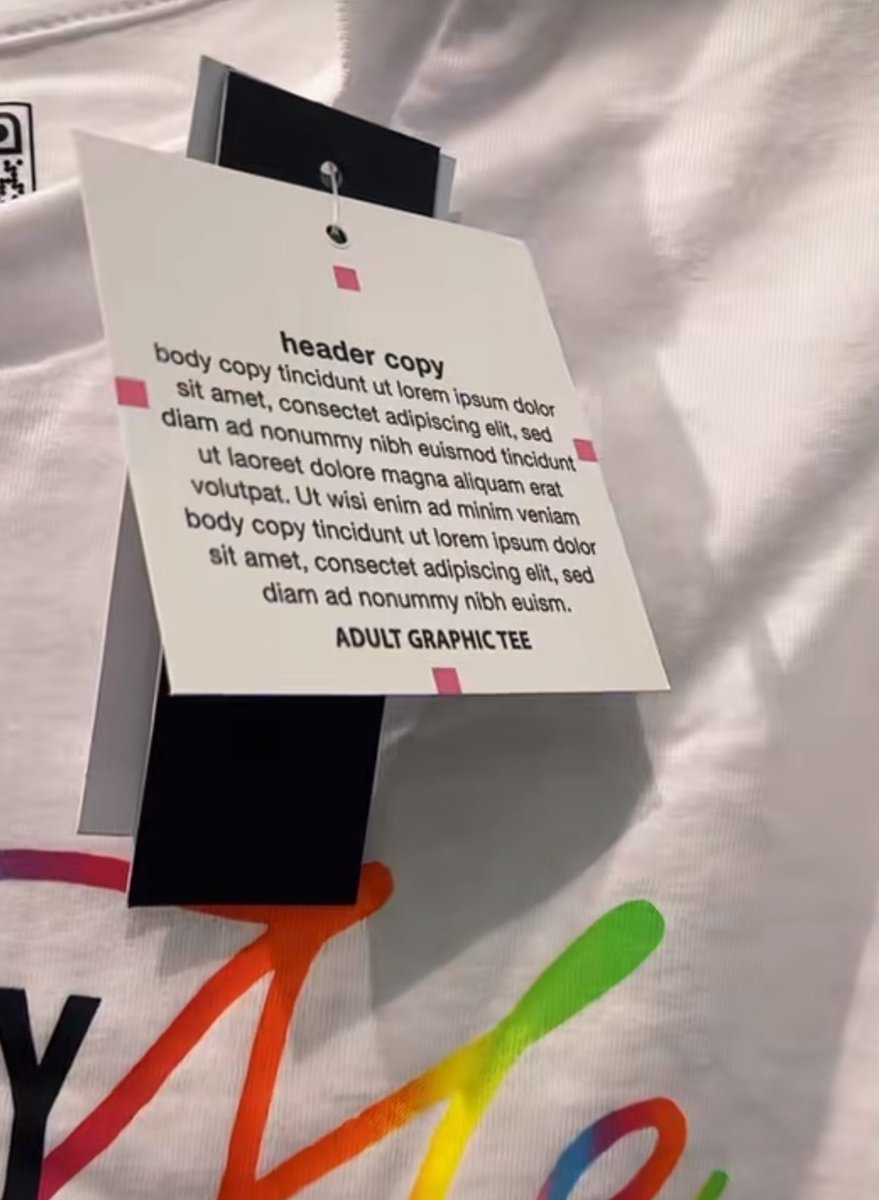 header copy
body copy tincidunt ut lorem ipsum dolor
sit amet, consectet adipiscing elit, sed
diam ad nonummy nibh euismod tincidunt
ut laoreet dolore magna aliquam erat
volutpat. Ut wisi enim ad minim veniam
body copy tincidunt ut lorem ipsum dolor
sit amet, consectetur adipiscing elit, sed
diam ad nonummy nibh euism.
ADULT GRAPHIC TEE
Y
Me